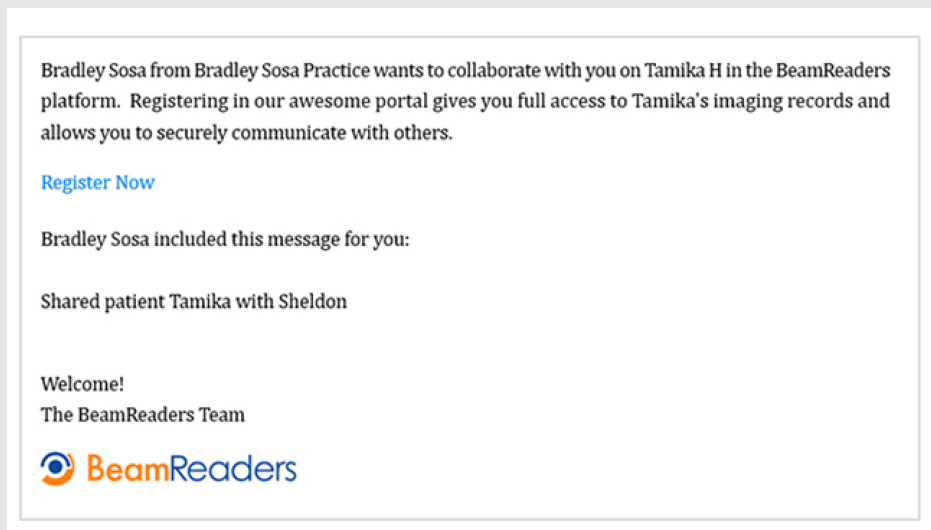 Bradley Sosa from Bradley Sosa Practice wants to collaborate with you on Tamika H in the BeamReaders
platform.  Registering in our awesome portal gives you full access to Tamika's imaging records and
allows you to securely communicate with others.
Register Now
Bradley Sosa included this message for you:
Shared patient Tamika with Sheldon
Welcome!
The BeamReaders Team
BeamReaders